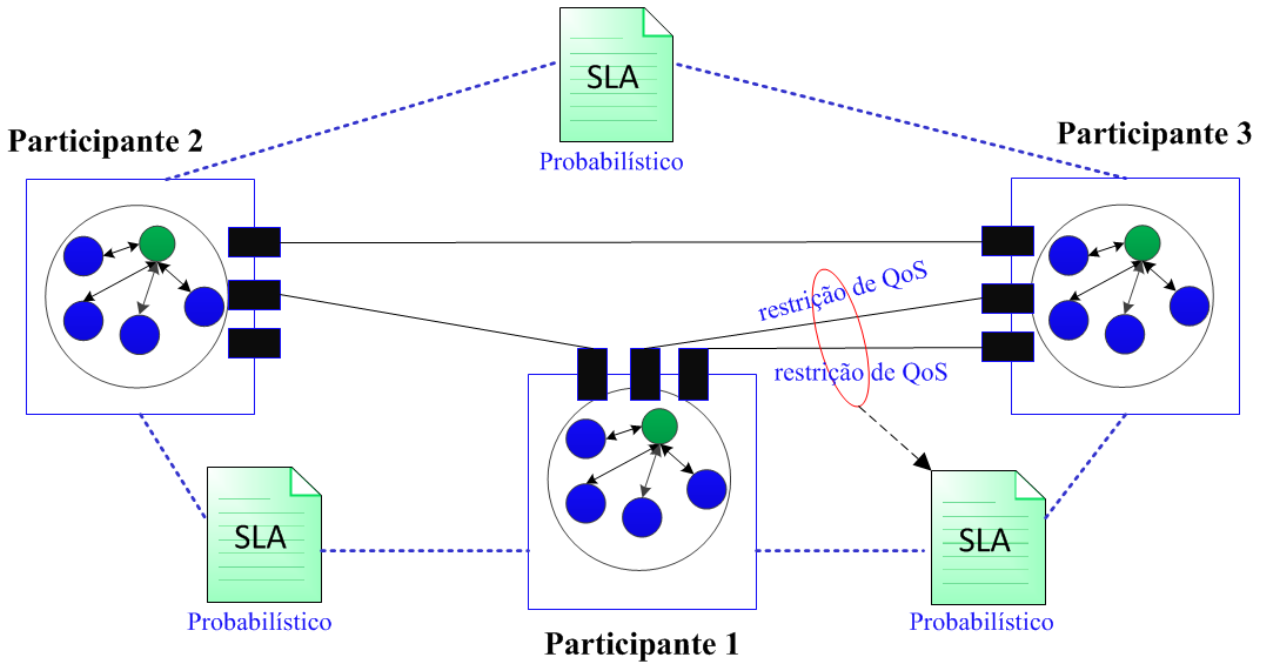 SLA
Probabilístico
Participante 2
Participante 3
restrição de QoS
restrição de QoS
SLA
Probabilístico
SLA
Probabilístico
Participante 1